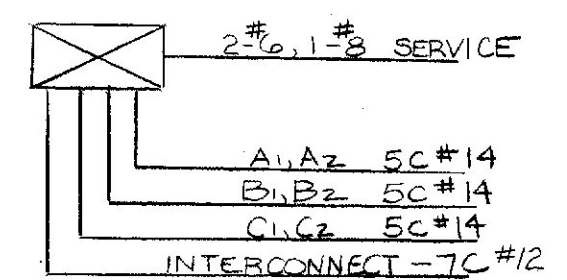 2-#6, 1-#8 SERVICE
A1, A2 5C #14
B1, B2 5C #14
C1, C2 5C #14
INTERCONNECT - 7C #12